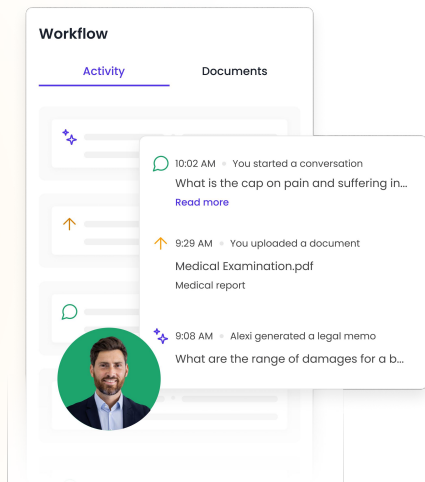 Workflow
Activity
Documents
10:02 AM • You started a conversation
What is the cap on pain and suffering in...
Read more
9:29 AM • You uploaded a document
Medical Examination.pdf
Medical report
9:08 AM • Alexi generated a legal memo
What are the range of damages for a b...